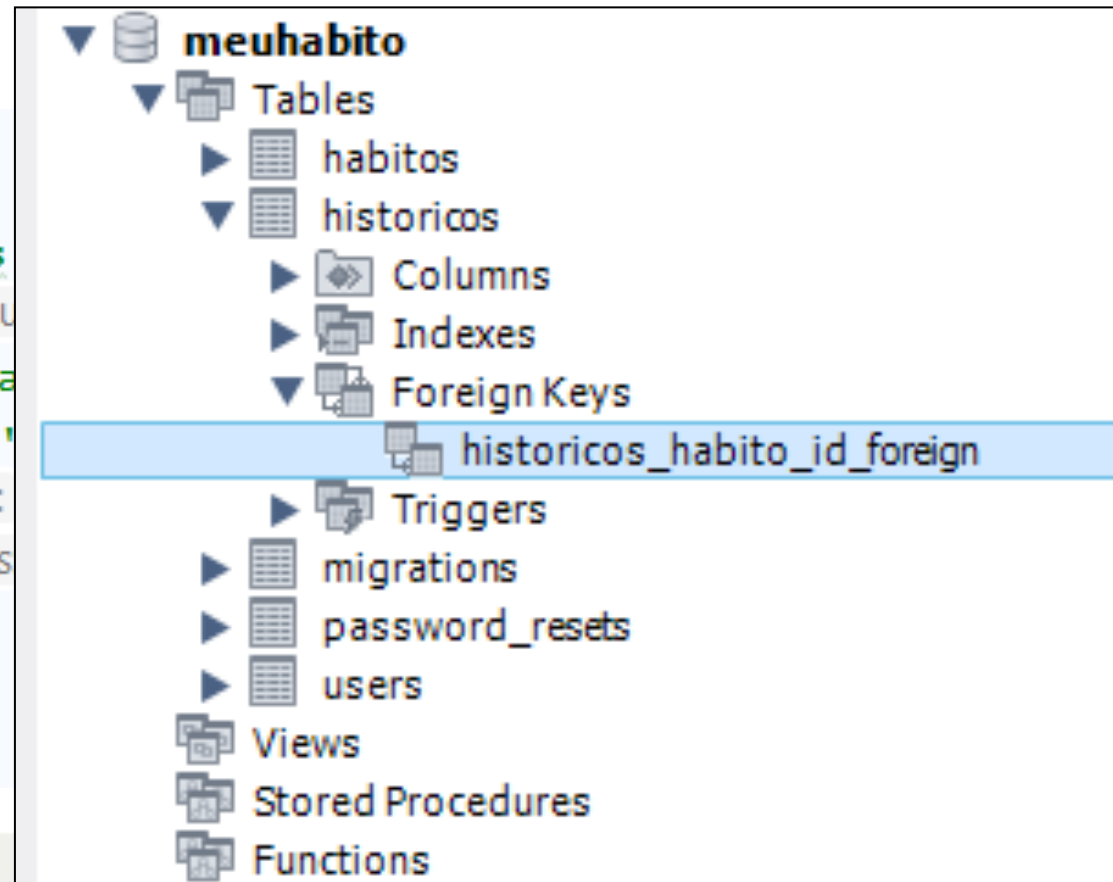 meuhabito
Tables
habitos
historicos
Columns
Indexes
Foreign Keys
historicos_habito_id_foreign
Triggers
migrations
password_resets
users
Views
Stored Procedures
Functions